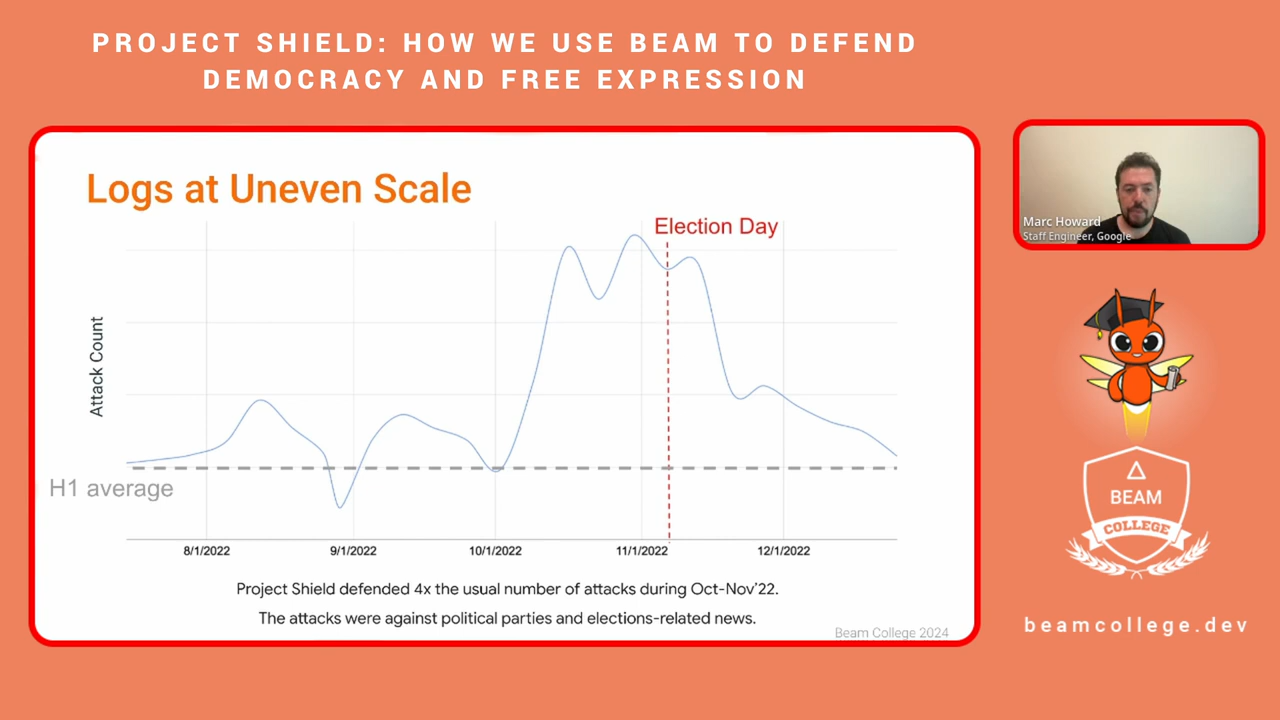 PROJECT SHIELD: HOW WE USE BEAM TO DEFEND
DEMOCRACY AND FREE EXPRESSION
Logs at Uneven Scale
Election Day
Attack Count
H1 average
8/1/2022
9/1/2022
10/1/2022
11/1/2022
12/1/2022
Project Shield defended 4x the usual number of attacks during Oct-Nov'22.
The attacks were against political parties and elections-related news.
Beam College 2024
Marc Howard
Staff Engineer, Google
BEAM
COLLEGE
beamcollege.dev